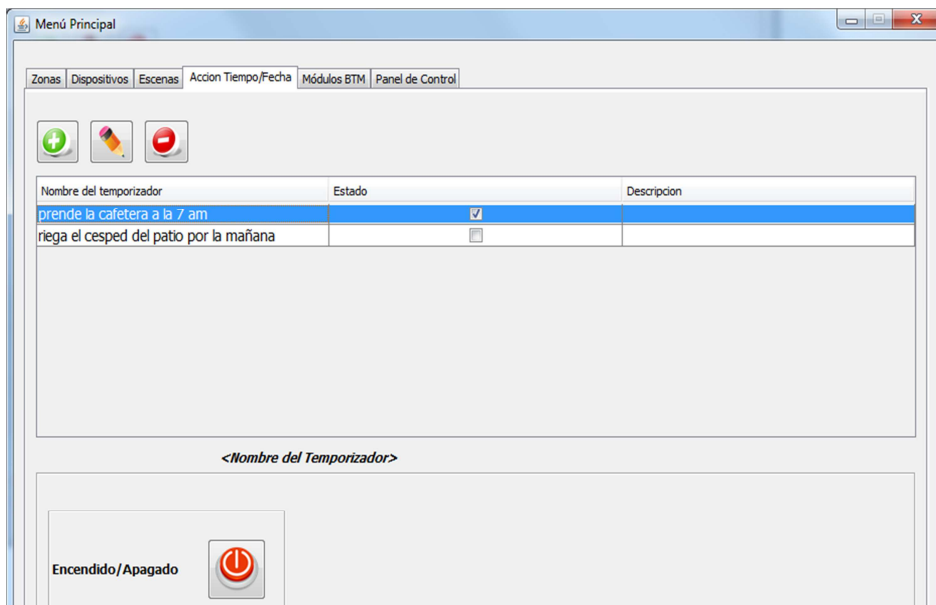 Menú Principal
Zonas Dispositivos Escenas Accion Tiempo/Fecha Módulos BTM Panel de Control
Nombre del temporizador Estado Descripcion
prende la cafetera a la 7 am
riega el cesped del patio por la mañana
<Nombre del Temporizador>
Encendido/Apagado